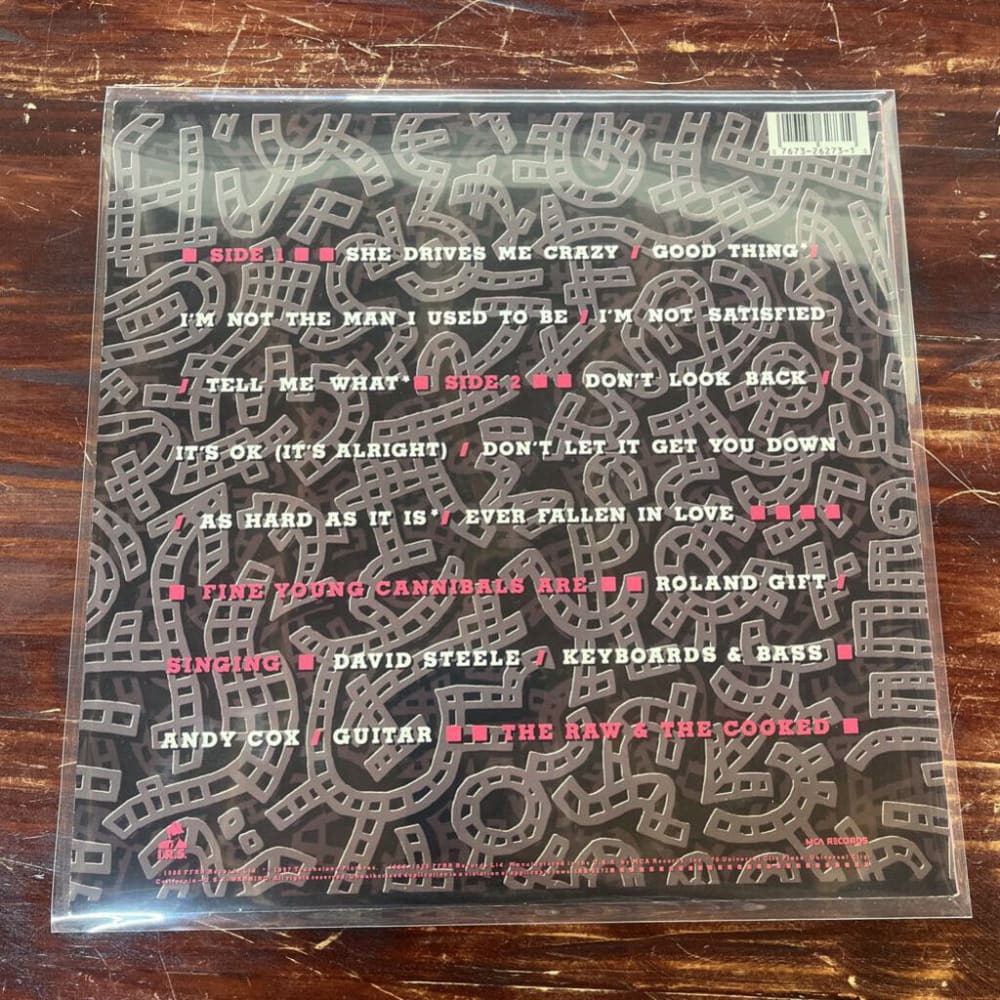 7673-76273-1
■ SIDE 1 ■ ■ SHE DRIVES ME CRAZY / GOOD THING* /
I'M NOT THE MAN I USED TO BE / I'M NOT SATISFIED
/ TELL ME WHAT* ■ SIDE 2 ■ ■ DON'T LOOK BACK /
IT'S OK (IT'S ALRIGHT) / DON'T LET IT GET YOU DOWN
/ AS HARD AS IT IS* / EVER FALLEN IN LOVE ■ ■ ■ ■
■ FINE YOUNG CANNIBALS ARE ■ ■ ROLAND GIFT /
SINGING ■ DAVID STEELE / KEYBOARDS & BASS ■
ANDY COX / GUITAR ■ ■ THE RAW & THE COOKED ■
I.R.S.
MCA RECORDS